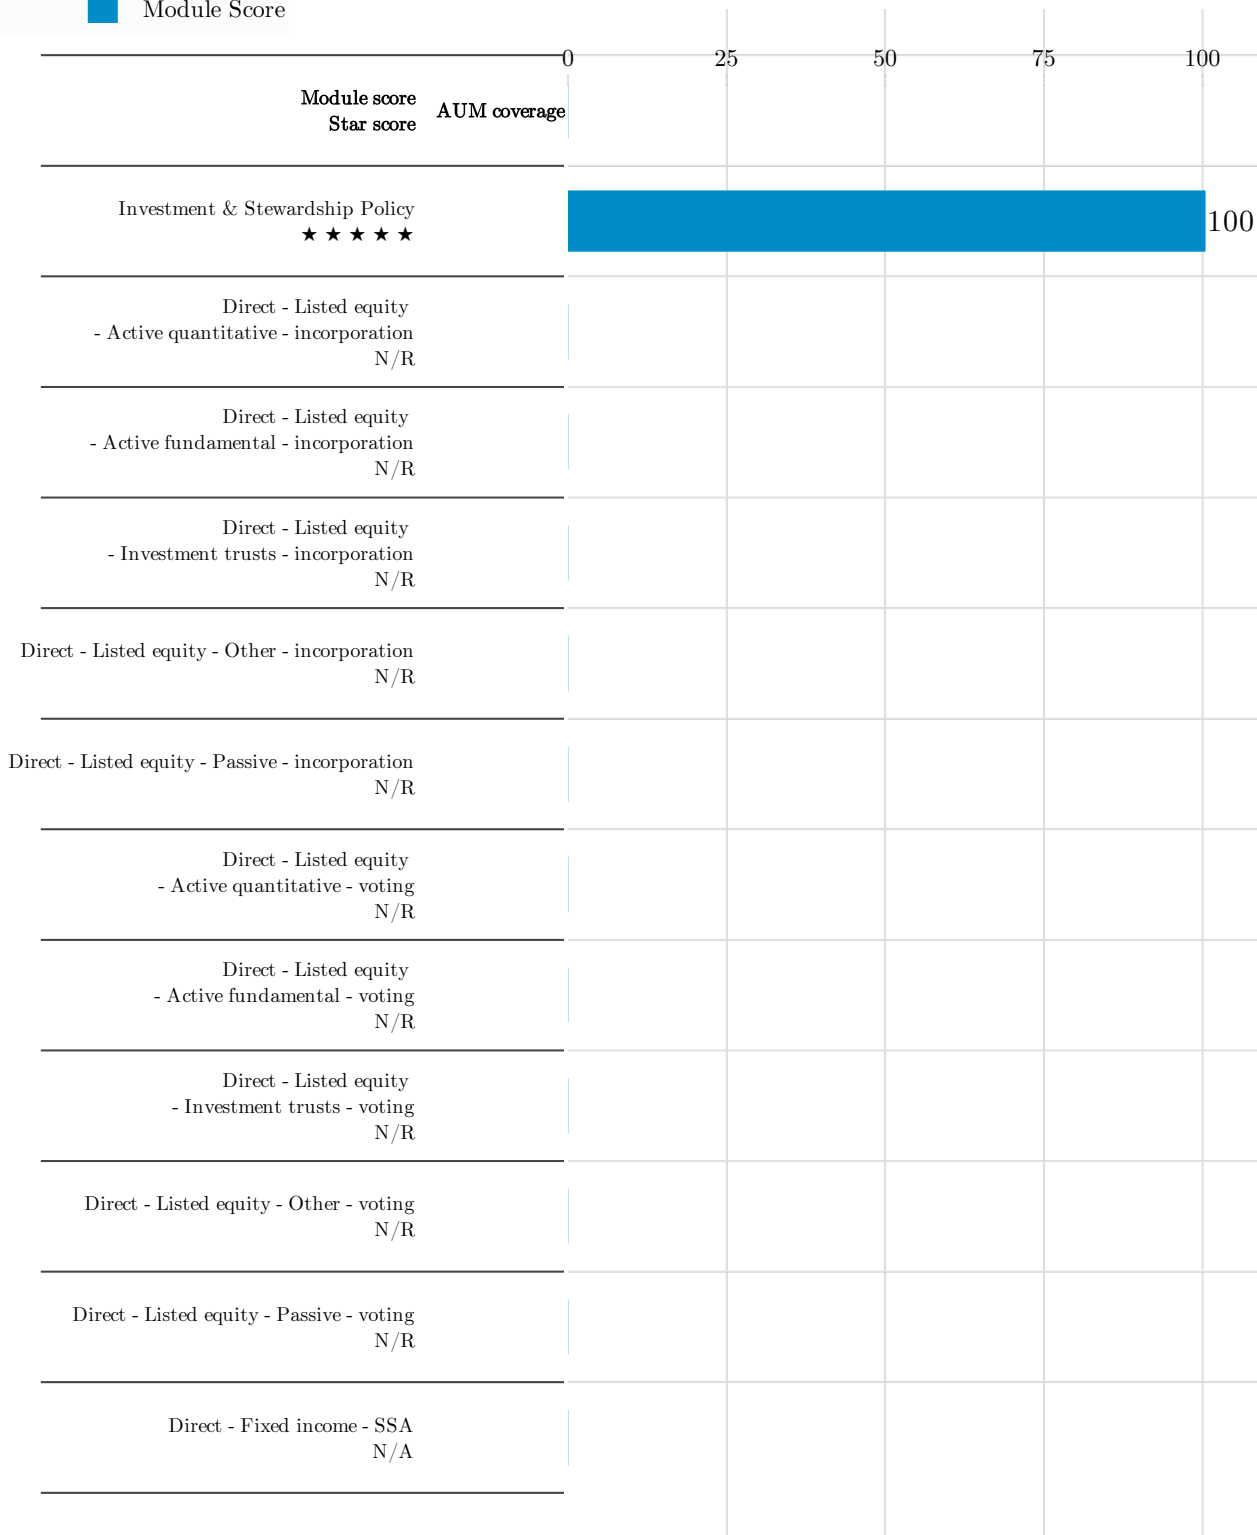 Module Score
0 25 50 75 100
Module score
Star score
AUM coverage
Investment & Stewardship Policy
★ ★ ★ ★ ★
100
Direct - Listed equity
- Active quantitative - incorporation
N/R
Direct - Listed equity
- Active fundamental - incorporation
N/R
Direct - Listed equity
- Investment trusts - incorporation
N/R
Direct - Listed equity - Other - incorporation
N/R
Direct - Listed equity - Passive - incorporation
N/R
Direct - Listed equity
- Active quantitative - voting
N/R
Direct - Listed equity
- Active fundamental - voting
N/R
Direct - Listed equity
- Investment trusts - voting
N/R
Direct - Listed equity - Other - voting
N/R
Direct - Listed equity - Passive - voting
N/R
Direct - Fixed income - SSA
N/A